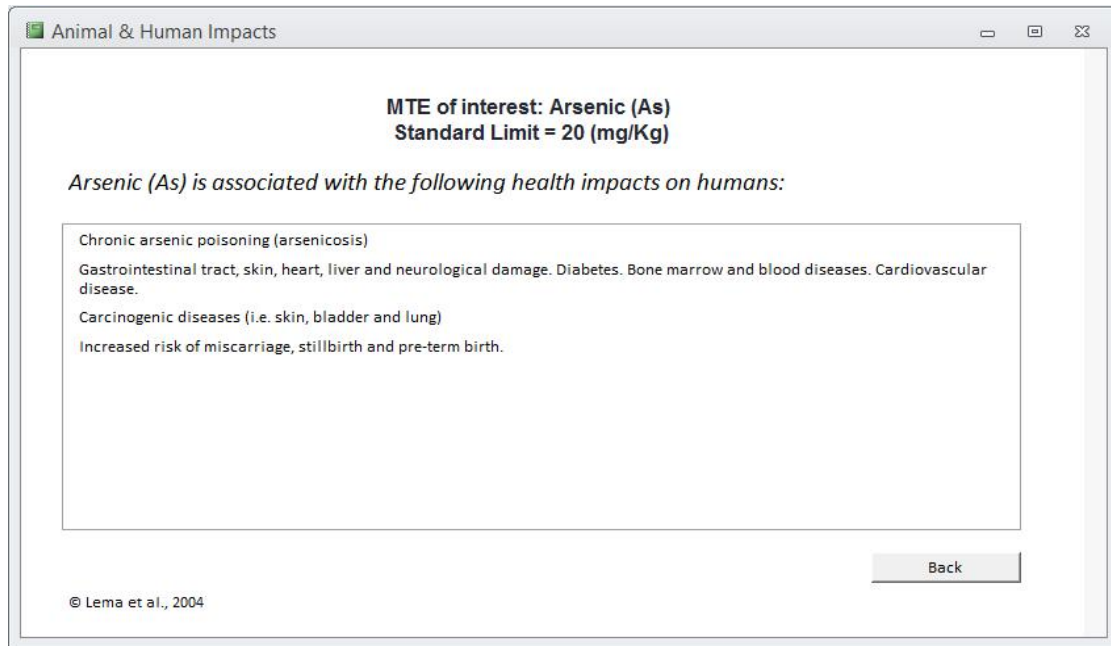 Animal & Human Impacts
MTE of interest: Arsenic (As)
Standard Limit = 20 (mg/Kg)
Arsenic (As) is associated with the following health impacts on humans:
Chronic arsenic poisoning (arsenicosis)
Gastrointestinal tract, skin, heart, liver and neurological damage. Diabetes. Bone marrow and blood diseases. Cardiovascular
disease.
Carcinogenic diseases (i.e. skin, bladder and lung)
Increased risk of miscarriage, stillbirth and pre-term birth.
Back
© Lema et al., 2004